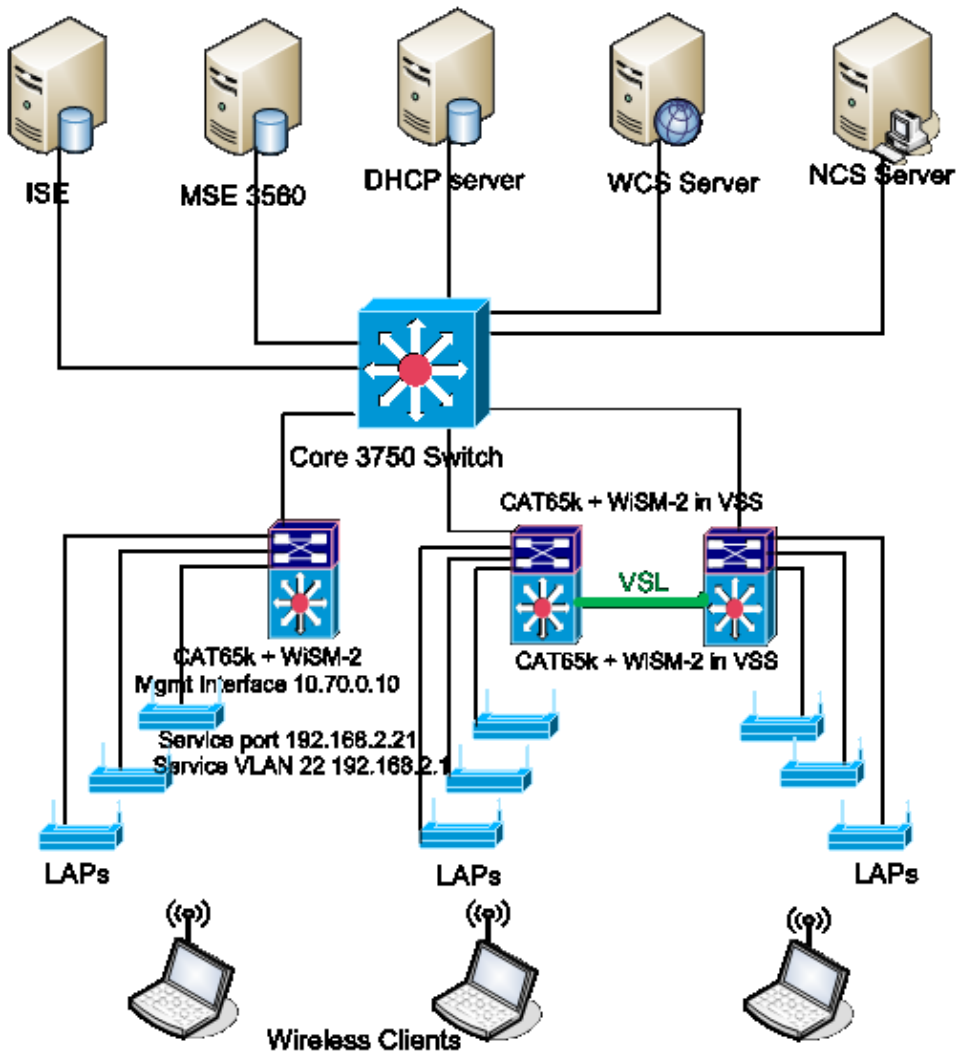 ISE
MSE 3560
DHCP server
WCS Server
NCS Server
Core 3750 Switch
CAT65k + WiSM-2 in VSS
VSL
CAT65k + WiSM-2
Mgmt Interface 10.70.0.10
CAT65k + WiSM-2 in VSS
Service port 192.168.2.21
Service VLAN 22 192.168.2.1
LAPs
LAPs
LAPs
Wireless Clients